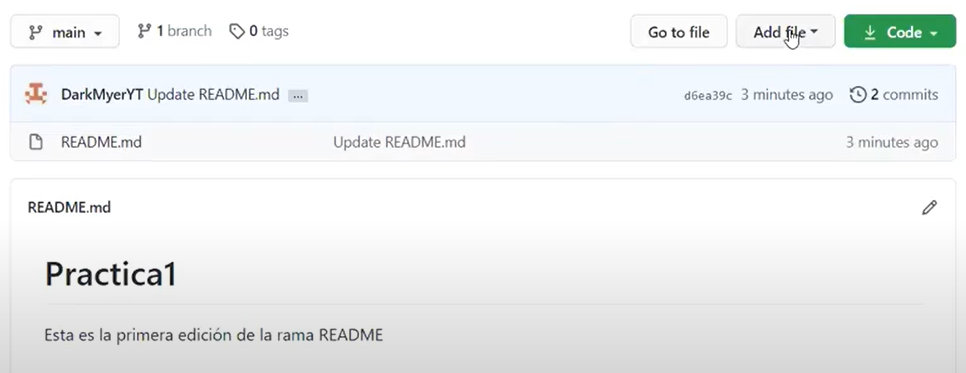 main 1 branch 0 tags Go to file Add file Code
DarkMyerYT Update README.md ... d6ea39c 3 minutes ago 2 commits
README.md Update README.md 3 minutes ago
README.md
Practica1
Esta es la primera edición de la rama README